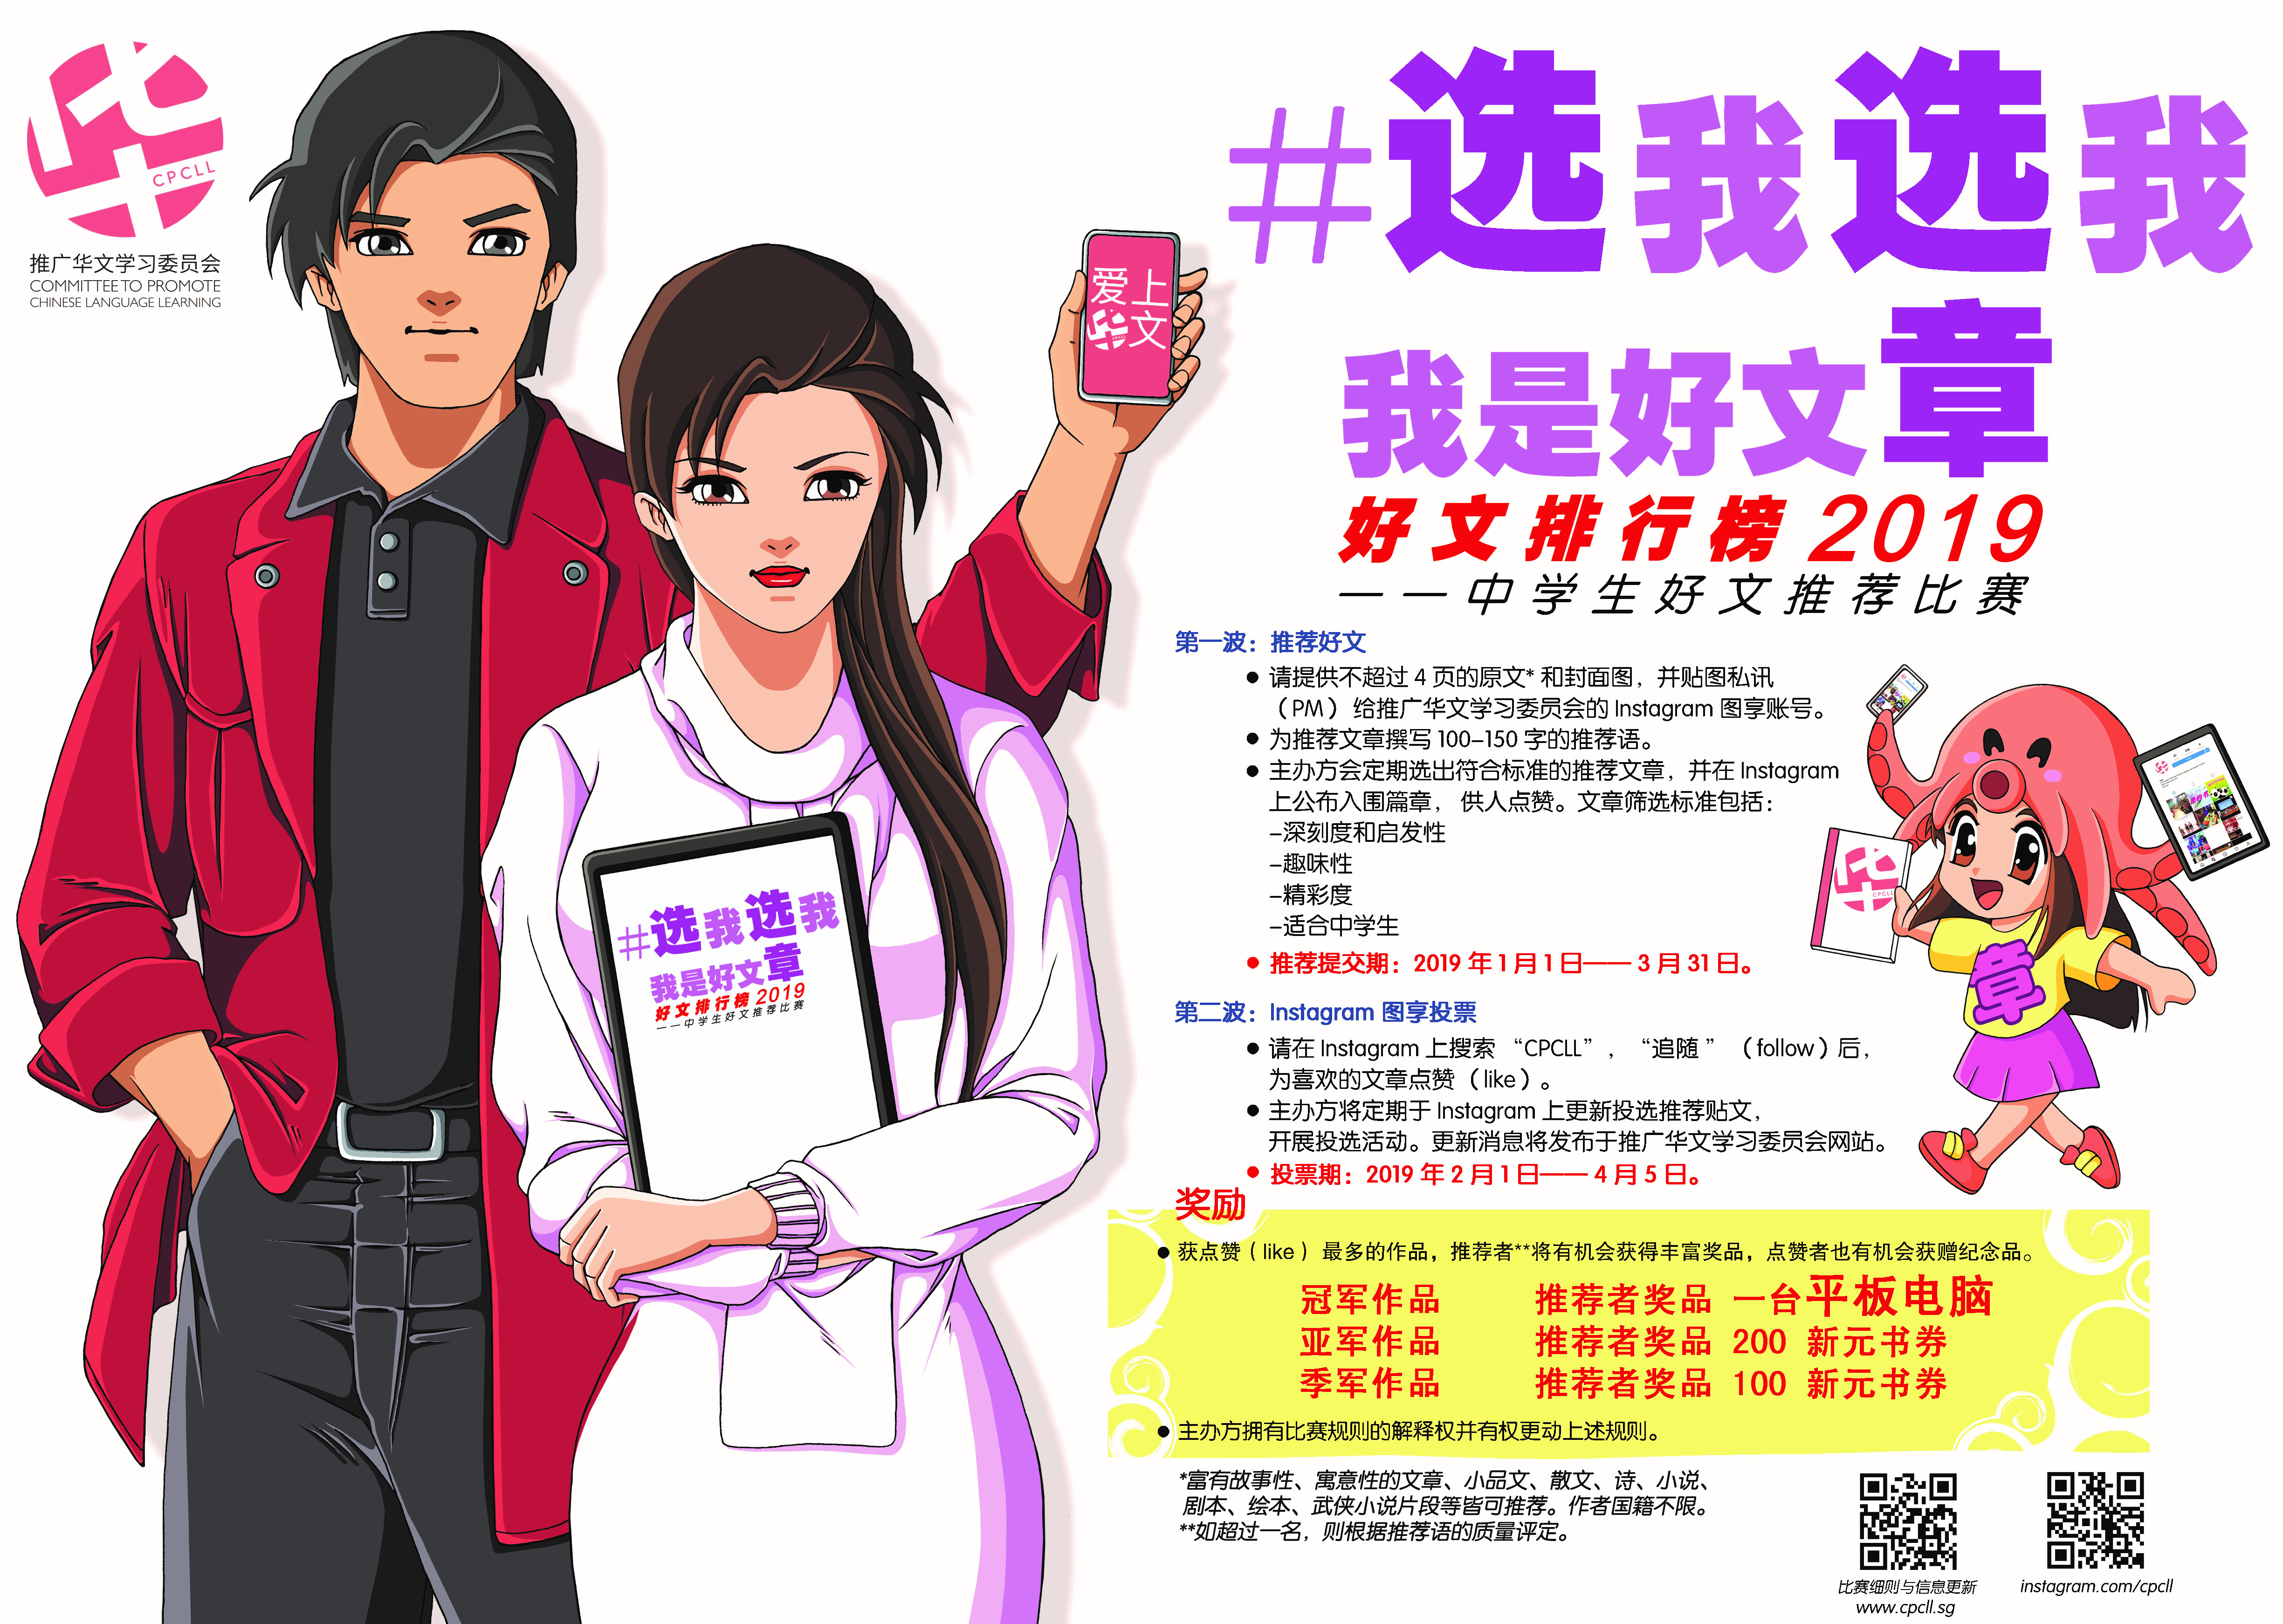 CPCLL
推广华文学习委员会
COMMITTEE TO PROMOTE
CHINESE LANGUAGE LEARNING
爱上
华文
#选我选我
我是好文章
好文排行榜 2019
——中学生好文推荐比赛
#选我选我
我是好文章
好文排行榜 2019
——中学生好文推荐比赛
第一波：推荐好文
● 请提供不超过 4 页的原文* 和封面图，并贴图私讯
（PM） 给推广华文学习委员会的 Instagram 图享账号。
● 为推荐文章撰写 100-150 字的推荐语。
● 主办方会定期选出符合标准的推荐文章，并在 Instagram
上公布入围篇章， 供人点赞。文章筛选标准包括：
-深刻度和启发性
-趣味性
-精彩度
-适合中学生
● 推荐提交期：2019 年 1 月 1 日—— 3 月 31 日。
第二波：Instagram 图享投票
● 请在 Instagram 上搜索 “CPCLL”，“追随 ” （follow）后，
为喜欢的文章点赞（like）。
● 主办方将定期于 Instagram 上更新投选推荐贴文，
开展投选活动。更新消息将发布于推广华文学习委员会网站。
● 投票期：2019 年 2 月 1 日—— 4 月 5 日。
CPCLL
章
奖励
● 获点赞（like） 最多的作品，推荐者**将有机会获得丰富奖品，点赞者也有机会获赠纪念品。
冠军作品 推荐者奖品 一台平板电脑
亚军作品 推荐者奖品 200 新元书券
季军作品 推荐者奖品 100 新元书券
● 主办方拥有比赛规则的解释权并有权更动上述规则。
*富有故事性、寓意性的文章、小品文、散文、诗、小说、
剧本、绘本、武侠小说片段等皆可推荐。作者国籍不限。
**如超过一名，则根据推荐语的质量评定。
比赛细则与信息更新
www.cpcll.sg
instagram.com/cpcll